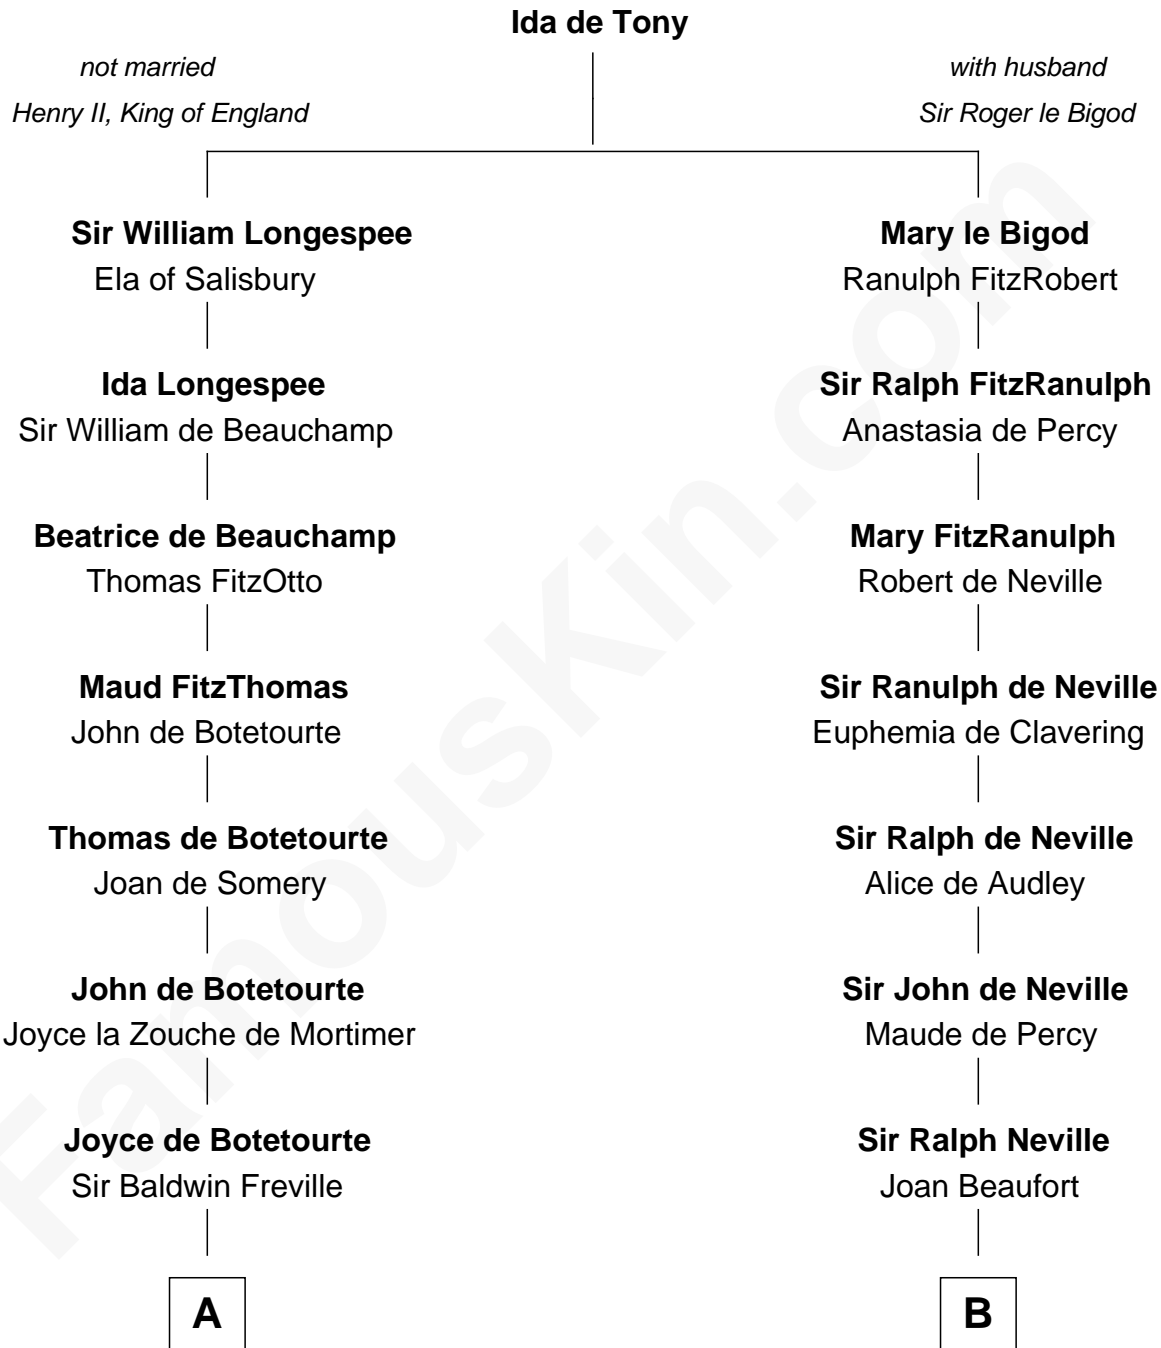 Ida de Tony
not married
with husband
Henry II, King of England
Sir Roger le Bigod
Sir William Longespee
Mary le Bigod
Ela of Salisbury
Ranulph FitzRobert
Ida Longespee
Sir Ralph FitzRanulph
Sir William de Beauchamp
Anastasia de Percy
Beatrice de Beauchamp
Mary FitzRanulph
Thomas FitzOtto
Robert de Neville
Maud FitzThomas
Sir Ranulph de Neville
John de Botetourte
Euphemia de Clavering
Thomas de Botetourte
Sir Ralph de Neville
Joan de Somery
Alice de Audley
John de Botetourte
Sir John de Neville
Joyce la Zouche de Mortimer
Maude de Percy
Joyce de Botetourte
Sir Ralph Neville
Sir Baldwin Freville
Joan Beaufort
A
B
FamousKin.com